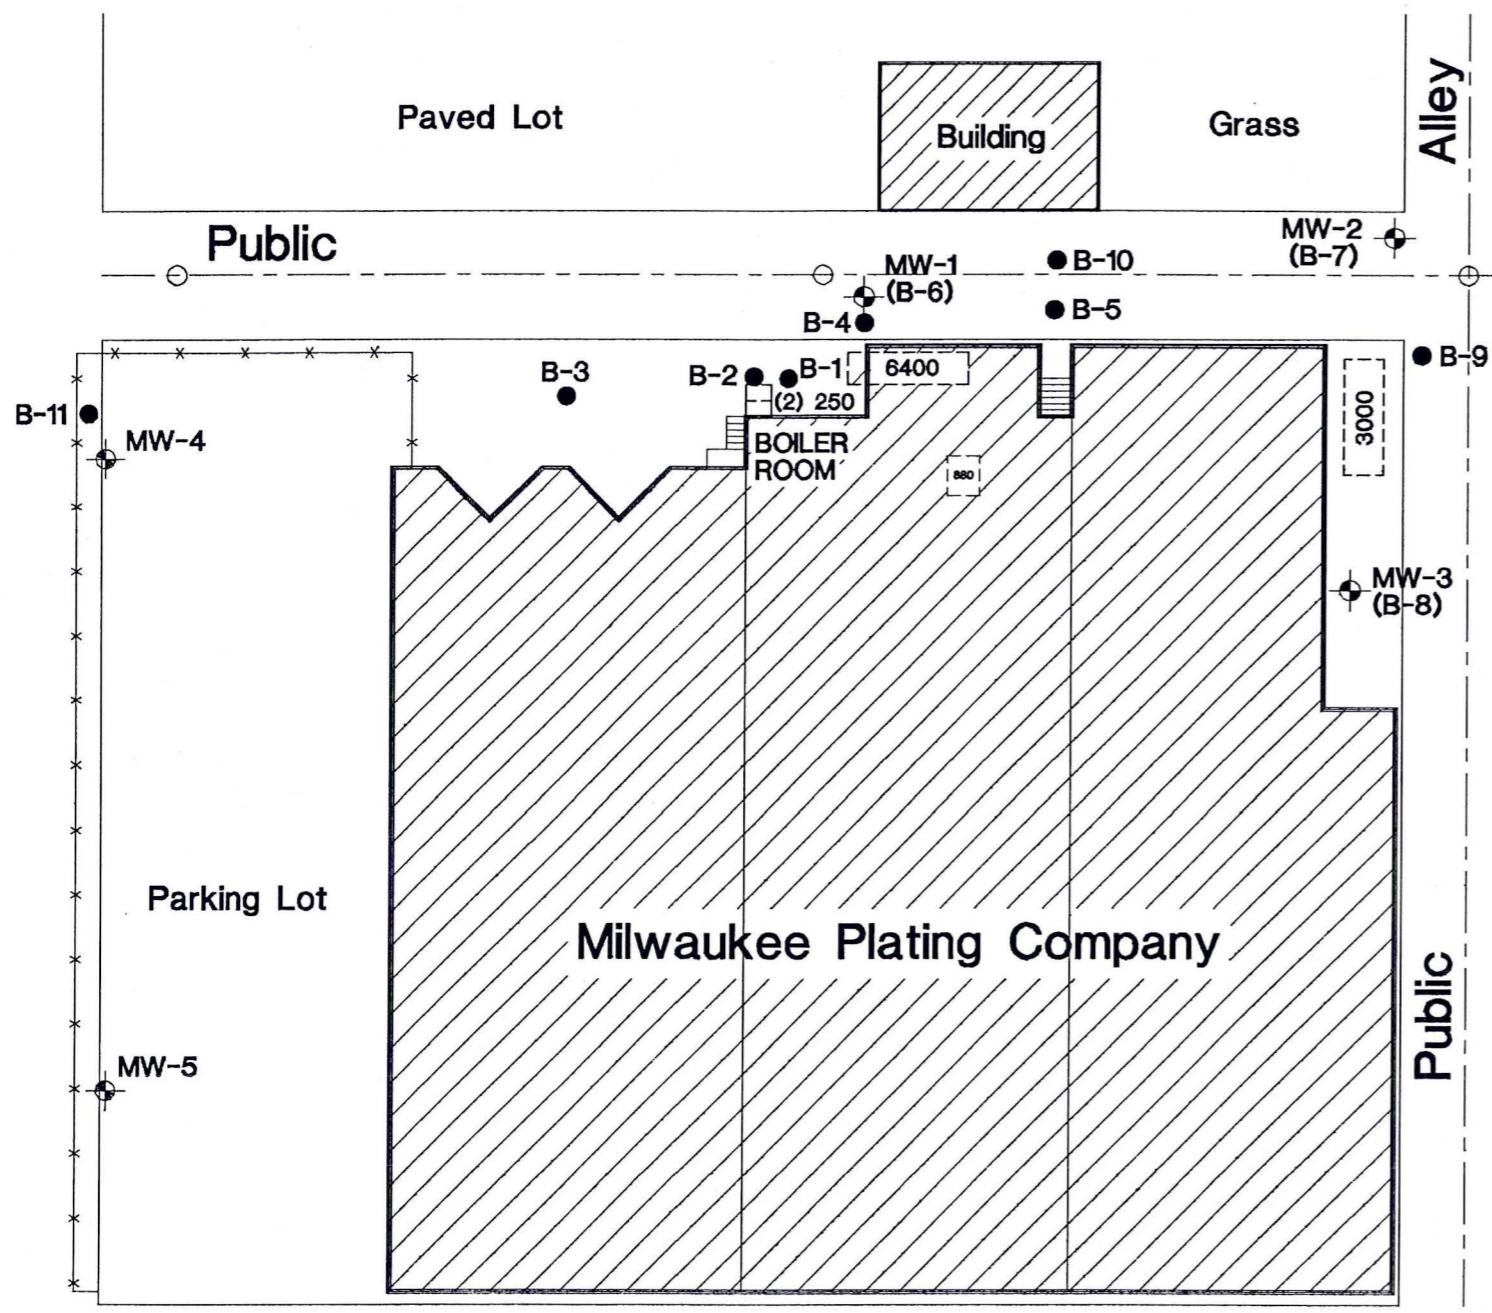 Paved Lot
Building
Grass
Alley
Public
MW-2
(B-7)
MW-1
(B-6)
B-10
B-5
B-4
B-9
B-3
B-2
B-1
6400
(2) 250
3000
B-11
MW-4
BOILER
ROOM
880
MW-3
(B-8)
Parking Lot
Milwaukee Plating Company
Public
MW-5